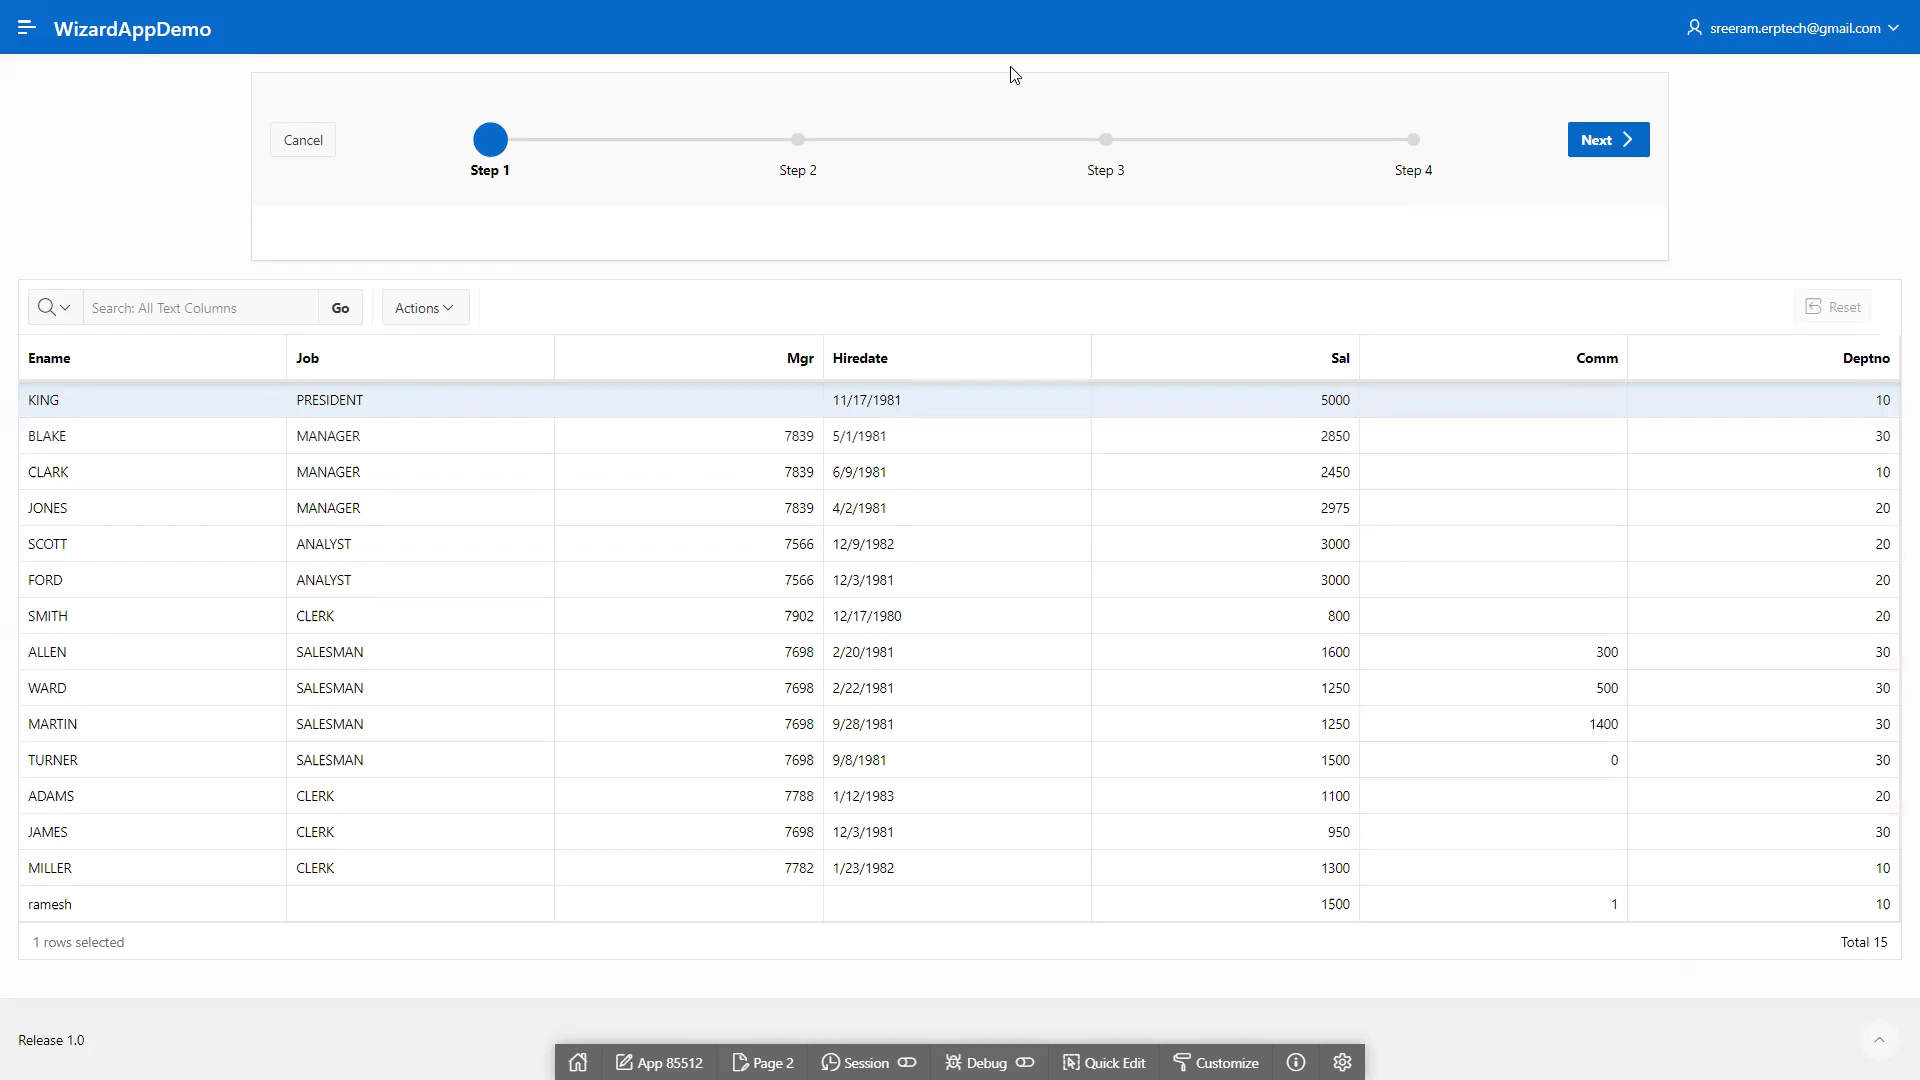 WizardAppDemo
sreeram.erptech@gmail.com
Cancel
Next
Step 1 Step 2 Step 3 Step 4
Search: All Text Columns Go Actions Reset
Ename Job Mgr Hiredate Sal Comm Deptno
KING PRESIDENT 11/17/1981 5000 10
BLAKE MANAGER 7839 5/1/1981 2850 30
CLARK MANAGER 7839 6/9/1981 2450 10
JONES MANAGER 7839 4/2/1981 2975 20
SCOTT ANALYST 7566 12/9/1982 3000 20
FORD ANALYST 7566 12/3/1981 3000 20
SMITH CLERK 7902 12/17/1980 800 20
ALLEN SALESMAN 7698 2/20/1981 1600 300 30
WARD SALESMAN 7698 2/22/1981 1250 500 30
MARTIN SALESMAN 7698 9/28/1981 1250 1400 30
TURNER SALESMAN 7698 9/8/1981 1500 0 30
ADAMS CLERK 7788 1/12/1983 1100 20
JAMES CLERK 7698 12/3/1981 950 30
MILLER CLERK 7782 1/23/1982 1300 10
ramesh 1500 1 10
1 rows selected Total 15
Release 1.0
App 85512 Page 2 Session Debug Quick Edit Customize